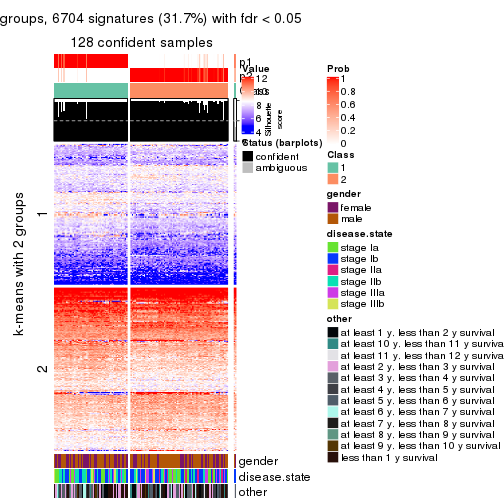 groups, 6704 signatures (31.7%) with fdr < 0.05
128 confident samples
p1
p2
Class
k-means with 2 groups
1
2
gender
disease.state
other
Value
12
10
8
6
4
Silhouette
score
Status (barplots)
confident
ambiguous
Prob
1
0.8
0.6
0.4
0.2
0
Class
1
2
gender
female
male
disease.state
stage Ia
stage Ib
stage IIa
stage IIb
stage IIIa
stage IIIb
other
at least 1 y. less than 2 y survival
at least 10 y. less than 11 y surviva
at least 11 y. less than 12 y surviva
at least 2 y. less than 3 y survival
at least 3 y. less than 4 y survival
at least 4 y. less than 5 y survival
at least 5 y. less than 6 y survival
at least 6 y. less than 7 y survival
at least 7 y. less than 8 y survival
at least 8 y. less than 9 y survival
at least 9 y. less than 10 y survival
less than 1 y survival